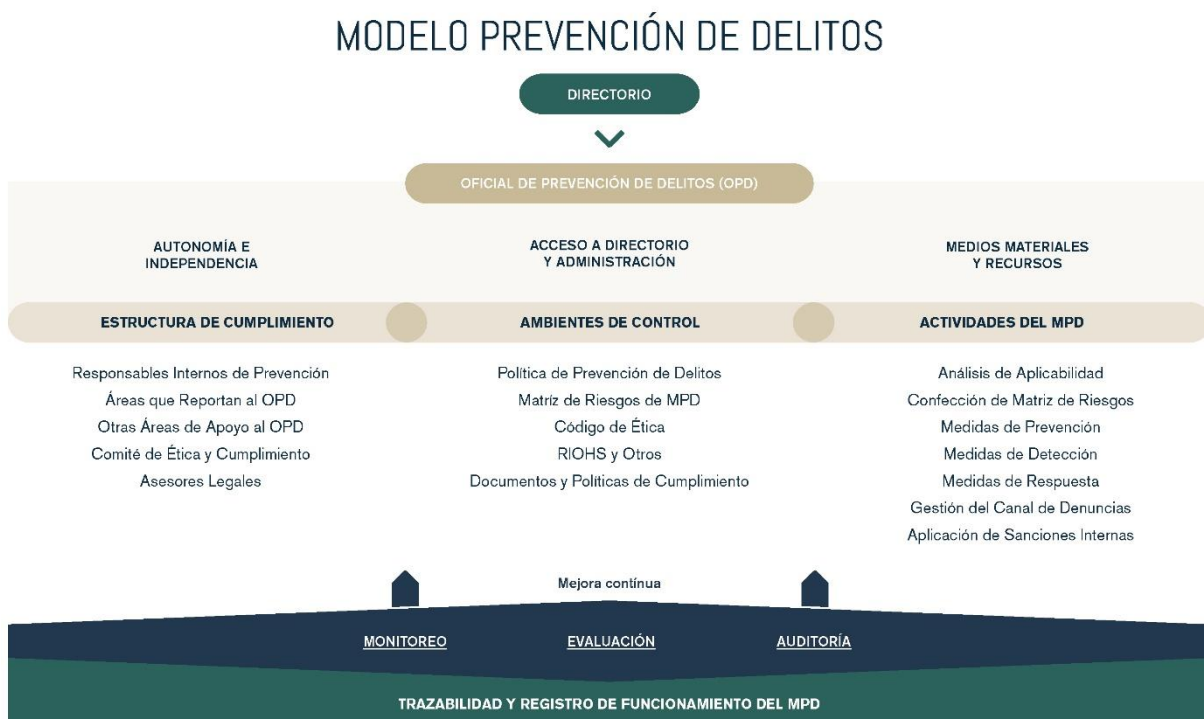 MODELO PREVENCIÓN DE DELITOS
DIRECTORIO
OFICIAL DE PREVENCIÓN DE DELITOS (OPD)
AUTONOMÍA E
INDEPENDENCIA
ACCESO A DIRECTORIO
Y ADMINISTRACIÓN
MEDIOS MATERIALES
Y RECURSOS
ESTRUCTURA DE CUMPLIMIENTO
Responsables Internos de Prevención
Áreas que Reportan al OPD
Otras Áreas de Apoyo al OPD
Comité de Ética y Cumplimiento
Asesores Legales
AMBIENTES DE CONTROL
Política de Prevención de Delitos
Matríz de Riesgos de MPD
Código de Ética
RIOHS y Otros
Documentos y Políticas de Cumplimiento
ACTIVIDADES DEL MPD
Análisis de Aplicabilidad
Confección de Matriz de Riesgos
Medidas de Prevención
Medidas de Detección
Medidas de Respuesta
Gestión del Canal de Denuncias
Aplicación de Sanciones Internas
Mejora contínua
MONITOREO
EVALUACIÓN
AUDITORÍA
TRAZABILIDAD Y REGISTRO DE FUNCIONAMIENTO DEL MPD